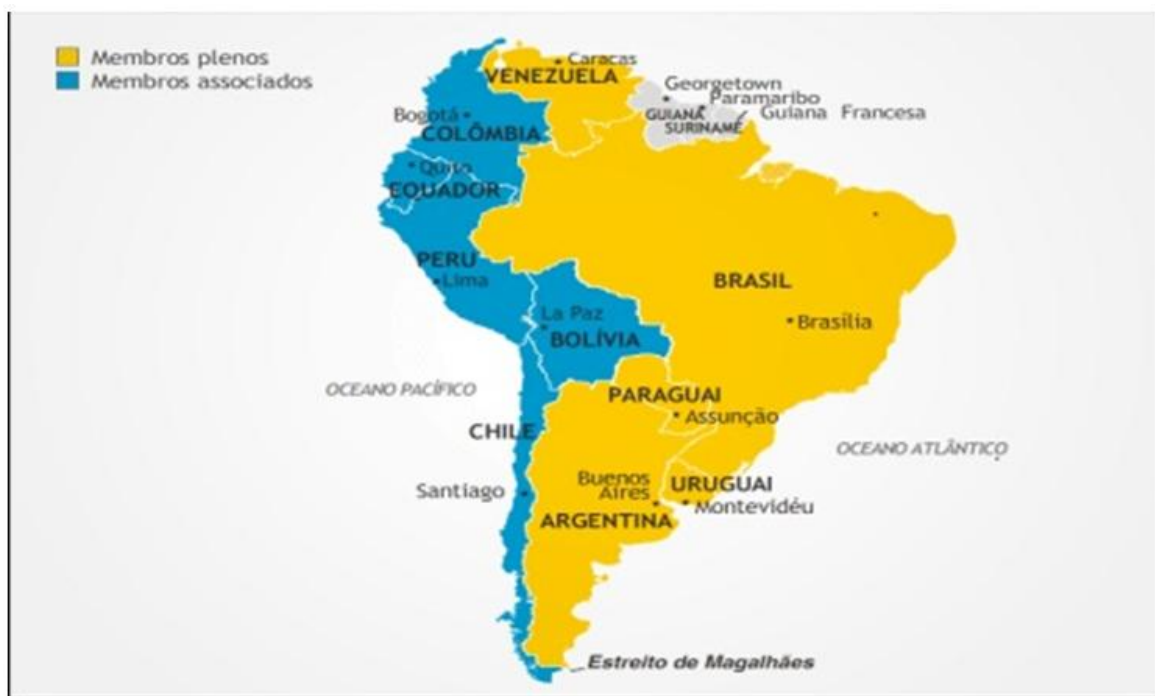 Membros plenos
Membros associados
Caracas
VENEZUELA
Georgetown
Paramaribo
GUIANA
Guiana Francesa
SURINAME
Bogotá
COLÔMBIA
Quito
EQUADOR
PERU
Lima
BRASIL
Brasília
La Paz
BOLÍVIA
OCEANO PACÍFICO
PARAGUAI
Assunção
CHILE
OCEANO ATLÂNTICO
Santiago
Buenos
Aires
URUGUAI
Montevidéu
ARGENTINA
Estreito de Magalhães